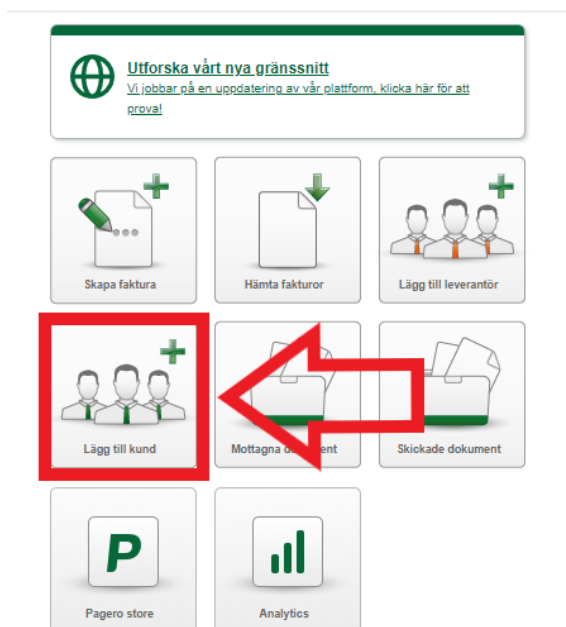 Utforska vårt nya gränssnitt
Vi jobbar på en uppdatering av vår plattform, klicka här för att
prova!
Skapa faktura
Hämta fakturor
Lägg till leverantör
Lägg till kund
Mottagna
Skickade dokument
P
Pagero store
Analytics